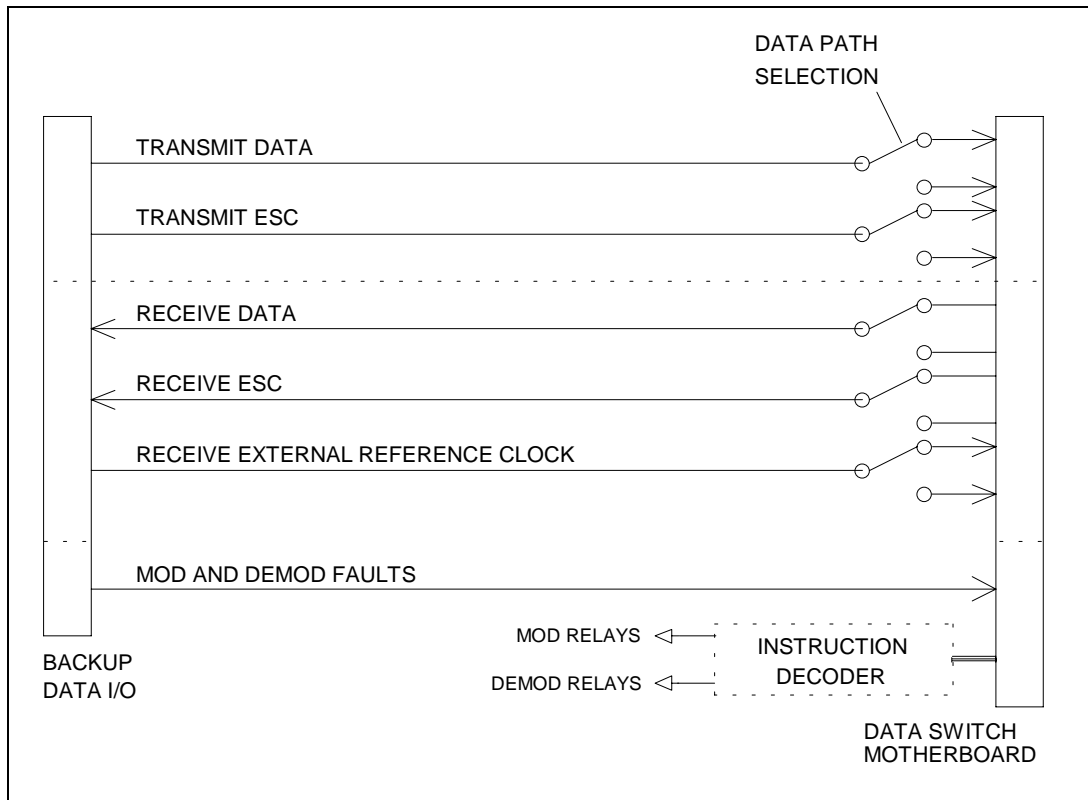 DATA PATH
SELECTION
TRANSMIT DATA
TRANSMIT ESC
RECEIVE DATA
RECEIVE ESC
RECEIVE EXTERNAL REFERENCE CLOCK
MOD AND DEMOD FAULTS
MOD RELAYS
DEMOD RELAYS
INSTRUCTION
DECODER
BACKUP
DATA I/O
DATA SWITCH
MOTHERBOARD